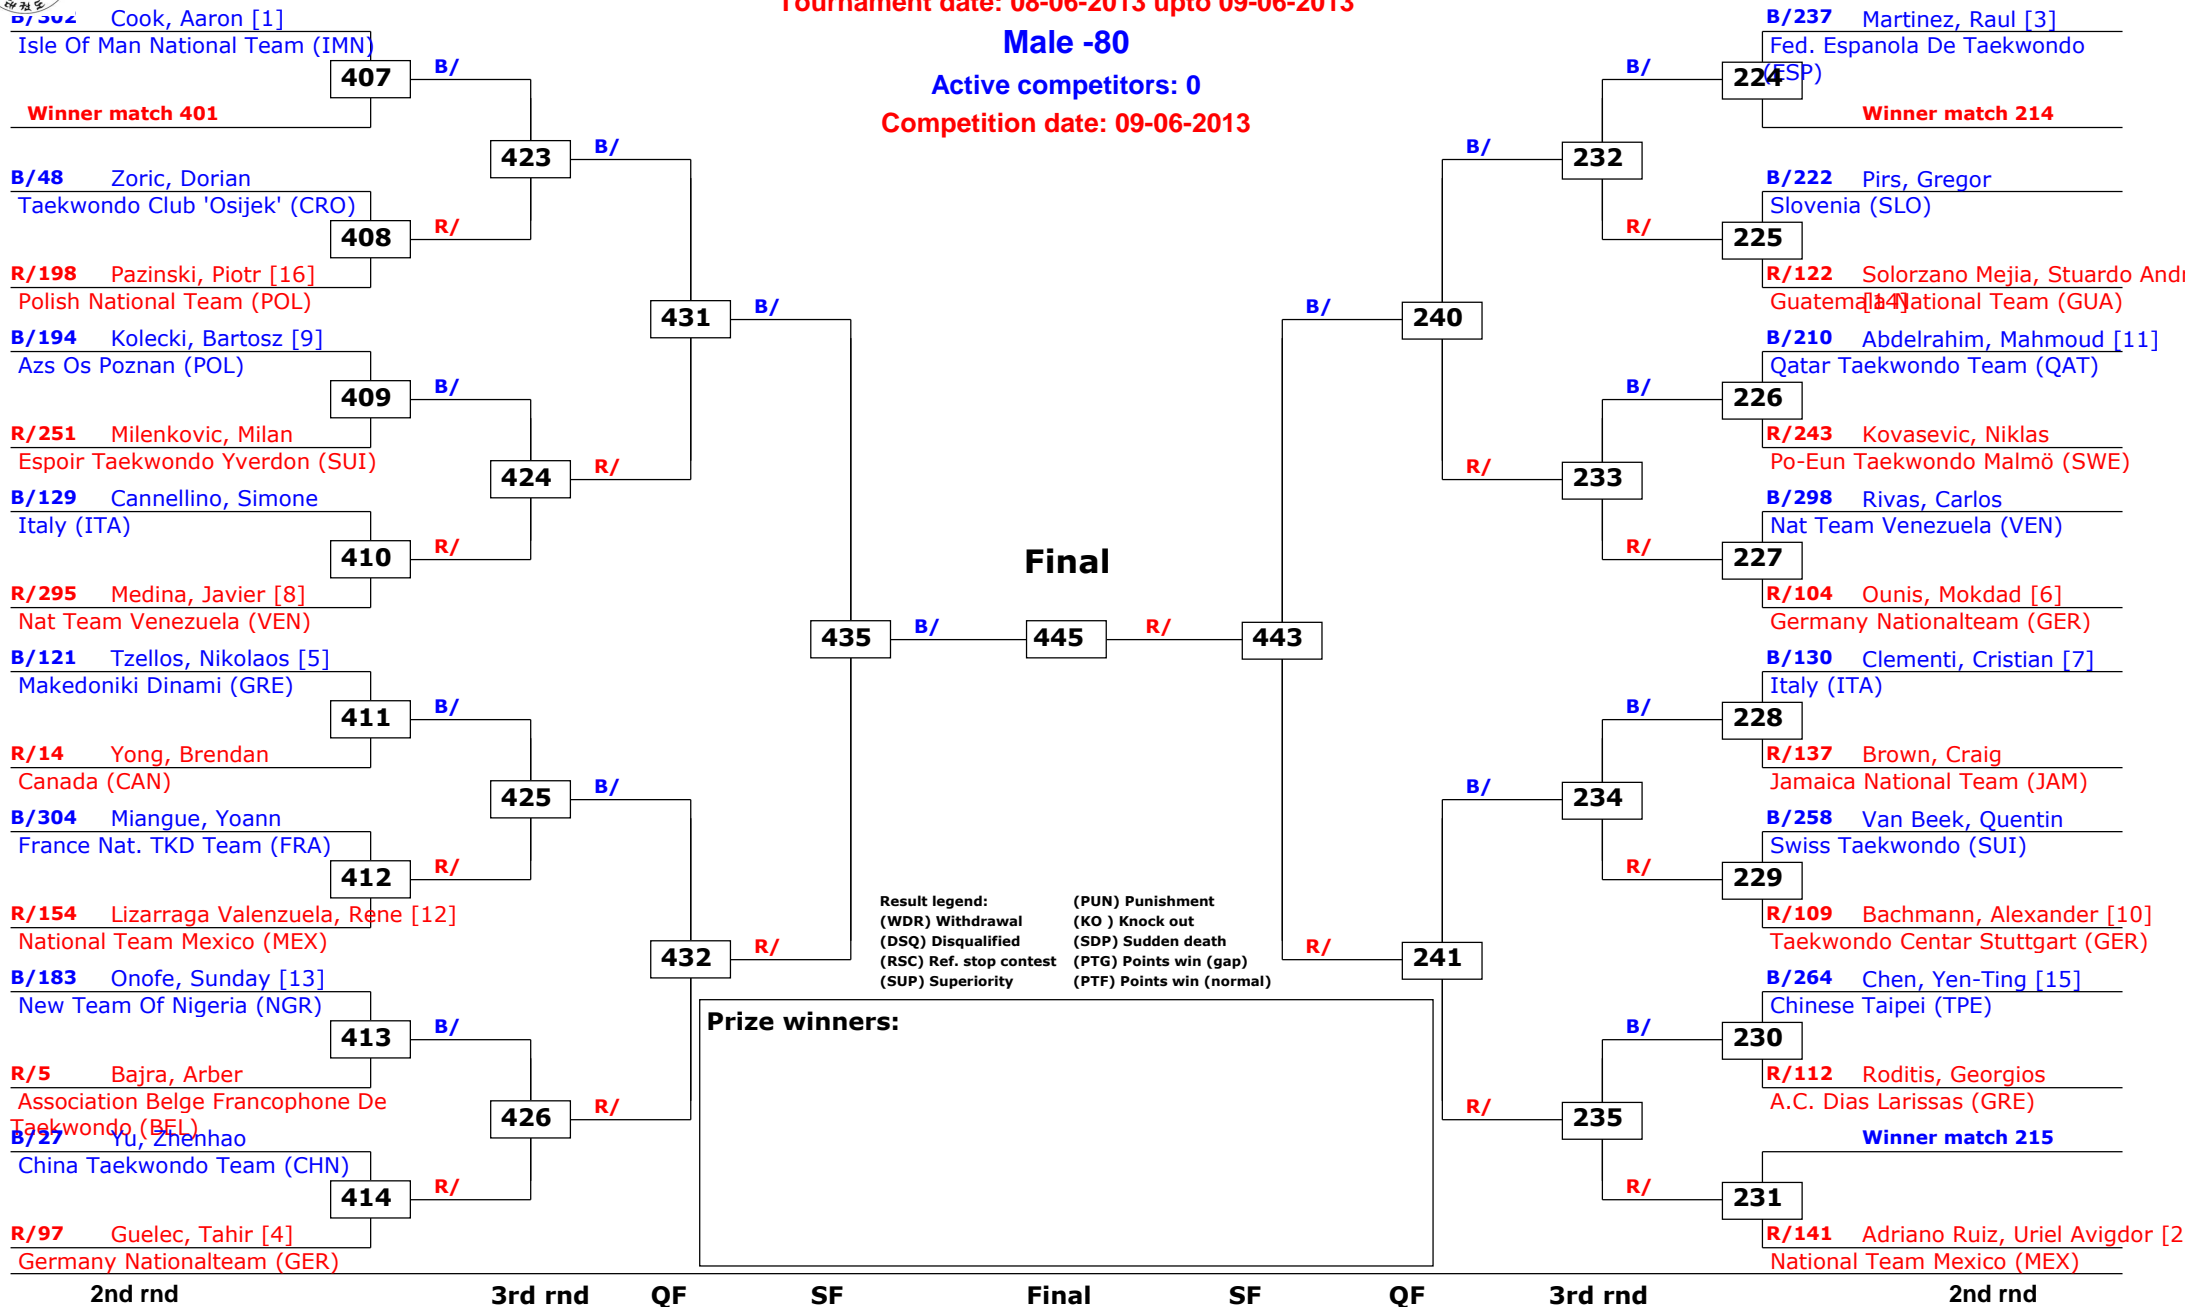 Tournament date: 08-06-2013 upto 09-06-2013
Male -80
Active competitors: 0
Competition date: 09-06-2013
B/302 Cook, Aaron [1]
Isle Of Man National Team (IMN)
407
B/
Winner match 401
423
B/
B/48 Zoric, Dorian
Taekwondo Club 'Osijek' (CRO)
408
R/
R/198 Pazinski, Piotr [16]
Polish National Team (POL)
431
B/
B/194 Kolecki, Bartosz [9]
Azs Os Poznan (POL)
409
B/
R/251 Milenkovic, Milan
Espoir Taekwondo Yverdon (SUI)
424
R/
B/129 Cannellino, Simone
Italy (ITA)
410
R/
R/295 Medina, Javier [8]
Nat Team Venezuela (VEN)
435
B/
B/121 Tzellos, Nikolaos [5]
Makedoniki Dinami (GRE)
411
B/
R/14 Yong, Brendan
Canada (CAN)
425
B/
B/304 Miangue, Yoann
France Nat. TKD Team (FRA)
412
R/
R/154 Lizarraga Valenzuela, Rene [12]
National Team Mexico (MEX)
432
R/
B/183 Onofe, Sunday [13]
New Team Of Nigeria (NGR)
413
B/
R/5 Bajra, Arber
Association Belge Francophone De
Taekwondo (BEL)
426
R/
B/27 Yu, Zhenhao
China Taekwondo Team (CHN)
414
R/
R/97 Guelec, Tahir [4]
Germany Nationalteam (GER)
Final
445
R/
443
B/237 Martinez, Raul [3]
Fed. Espanola De Taekwondo
(ESP)
224
B/
Winner match 214
232
B/
B/222 Pirs, Gregor
Slovenia (SLO)
225
R/
R/122 Solorzano Mejia, Stuardo Andr
[14]
Guatemala National Team (GUA)
240
B/
B/210 Abdelrahim, Mahmoud [11]
Qatar Taekwondo Team (QAT)
226
B/
R/243 Kovasevic, Niklas
Po-Eun Taekwondo Malmö (SWE)
233
R/
B/298 Rivas, Carlos
Nat Team Venezuela (VEN)
227
R/
R/104 Ounis, Mokdad [6]
Germany Nationalteam (GER)
B/130 Clementi, Cristian [7]
Italy (ITA)
228
B/
R/137 Brown, Craig
Jamaica National Team (JAM)
234
B/
B/258 Van Beek, Quentin
Swiss Taekwondo (SUI)
229
R/
R/109 Bachmann, Alexander [10]
Taekwondo Centar Stuttgart (GER)
241
R/
B/264 Chen, Yen-Ting [15]
Chinese Taipei (TPE)
230
B/
R/112 Roditis, Georgios
A.C. Dias Larissas (GRE)
235
R/
Winner match 215
231
R/
R/141 Adriano Ruiz, Uriel Avigdor [2
National Team Mexico (MEX)
Result legend: (PUN) Punishment
(WDR) Withdrawal (KO ) Knock out
(DSQ) Disqualified (SDP) Sudden death
(RSC) Ref. stop contest (PTG) Points win (gap)
(SUP) Superiority (PTF) Points win (normal)
Prize winners:
2nd rnd 3rd rnd QF SF Final SF QF 3rd rnd 2nd rnd